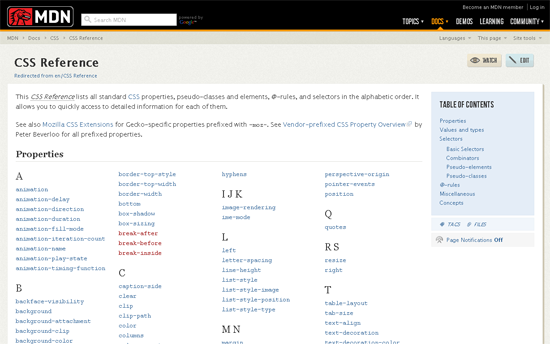 Become an MDN member | Log in
MDN
Search MDN
powered by
Google™
TOPICS DOCS DEMOS LEARNING COMMUNITY
MDN Docs CSS CSS Reference
Languages This page Site tools
CSS Reference
WATCH
EDIT
Redirected from en/CSS Reference
This CSS Reference lists all standard CSS properties, pseudo-classes and elements, @-rules, and selectors in the alphabetic order. It
allows you to quickly access to detailed information for each of them.
See also Mozilla CSS Extensions for Gecko-specific properties prefixed with -moz-. See Vendor-prefixed CSS Property Overview by
Peter Beverloo for all prefixed properties.
Properties
A
animation
animation-delay
animation-direction
animation-duration
animation-fill-mode
animation-iteration-count
animation-name
animation-play-state
animation-timing-function
B
backface-visibility
background
background-attachment
background-clip
background-color
border-top-style
border-top-width
border-width
bottom
box-shadow
box-sizing
break-after
break-before
break-inside
C
caption-side
clear
clip
clip-path
color
columns
hyphens
I J K
image-rendering
ime-mode
L
left
letter-spacing
line-height
list-style
list-style-image
list-style-position
list-style-type
M N
margin
perspective-origin
pointer-events
position
Q
quotes
R S
resize
right
T
table-layout
tab-size
text-align
text-decoration
text-decoration-color
TABLE OF CONTENTS
Properties
Values and types
Selectors
Basic Selectors
Combinators
Pseudo-elements
Pseudo-classes
@-rules
Miscellaneous
Concepts
TAGS FILES
Page Notifications Off